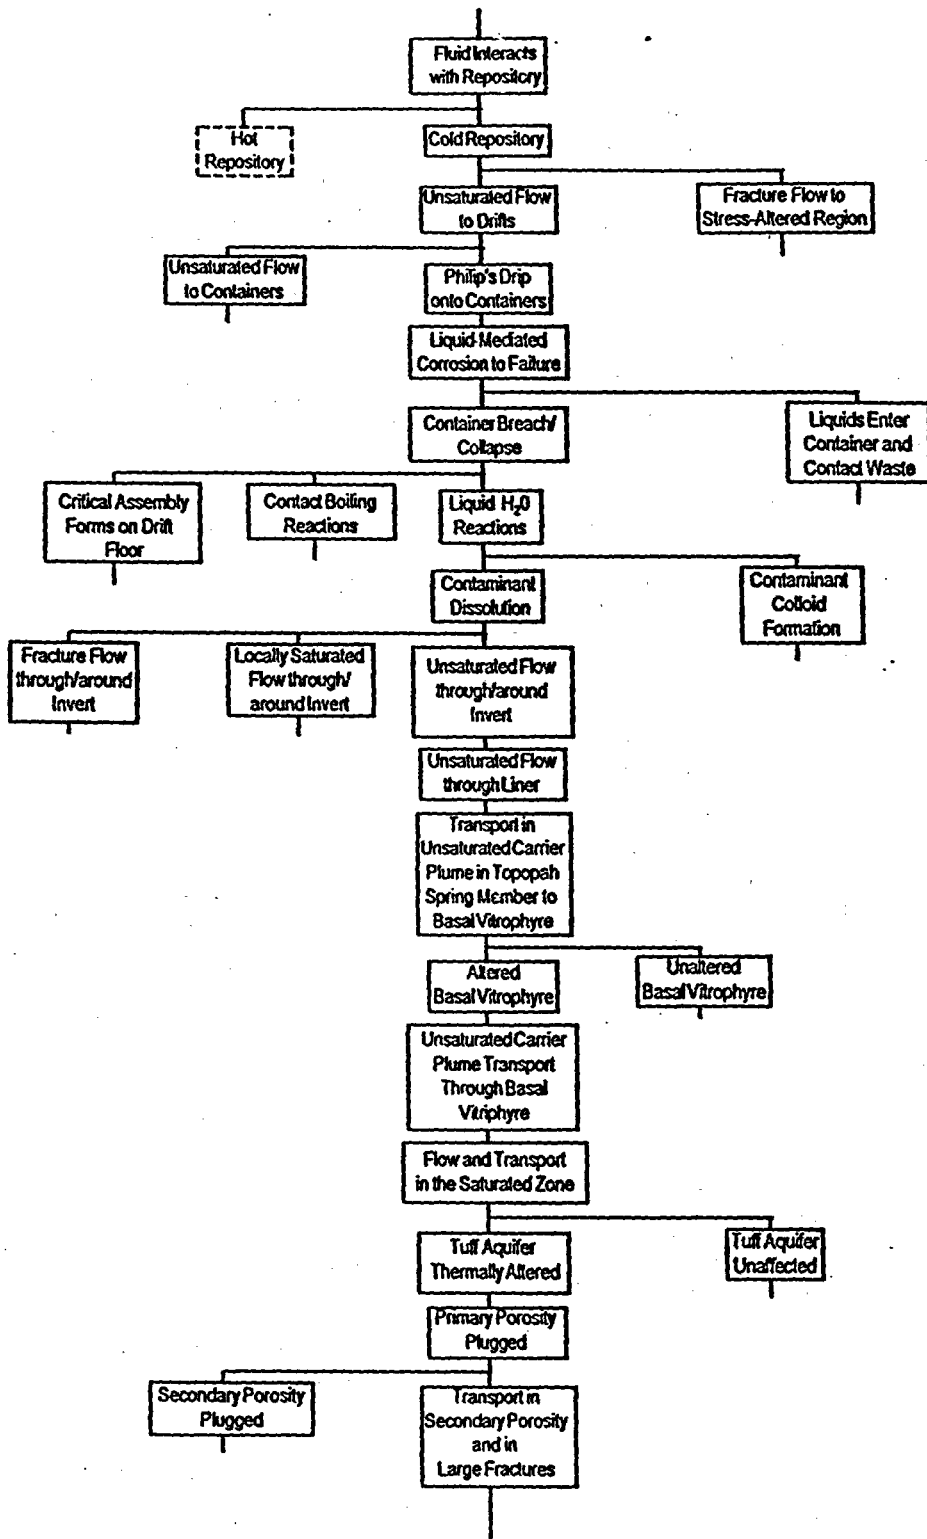 Fluid Interacts
with Repository
Hot
Repository
Cold Repository
Unsaturated Flow
to Drifts
Fracture Flow to
Stress-Altered Region
Unsaturated Flow
to Containers
Philip's Drip
onto Containers
Liquid-Mediated
Corrosion to Failure
Container Breach/
Collapse
Liquids Enter
Container and
Contact Waste
Critical Assembly
Forms on Drift
Floor
Contact Boiling
Reactions
Liquid H₂0
Reactions
Contaminant
Dissolution
Contaminant
Colloid
Formation
Fracture Flow
through/around
Invert
Locally Saturated
Flow through/
around Invert
Unsaturated Flow
through/around
Invert
Unsaturated Flow
through Liner
Transport in
Unsaturated Carrier
Plume in Topopah
Spring Member to
Basal Vitrophyre
Altered
Basal Vitrophyre
Unaltered
Basal Vitrophyre
Unsaturated Carrier
Plume Transport
Through Basal
Vitriphyre
Flow and Transport
in the Saturated Zone
Tuff Aquifer
Thermally Altered
Tuff Aquifer
Unaffected
Primary Porosity
Plugged
Secondary Porosity
Plugged
Transport in
Secondary Porosity
and in
Large Fractures